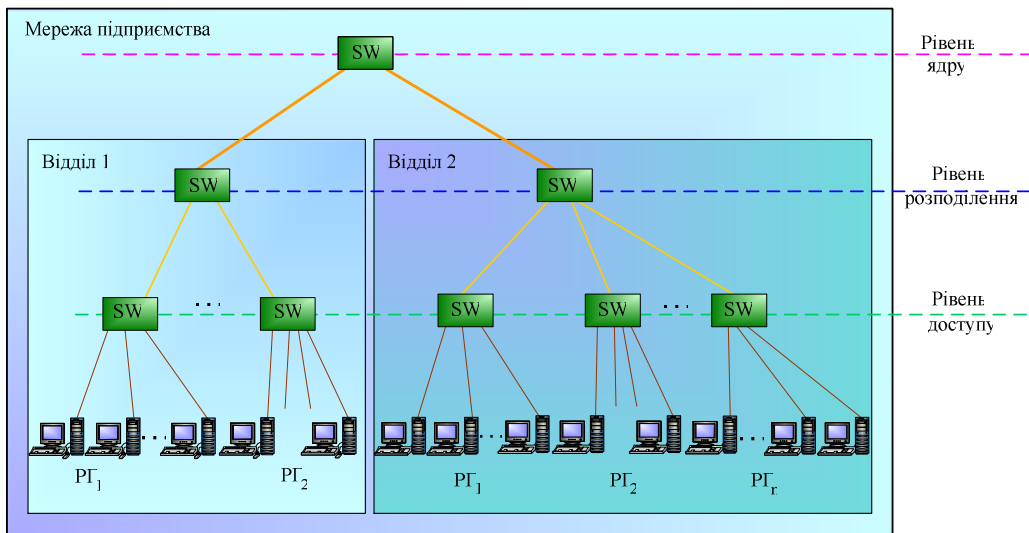 Мережа підприємства
SW
Рівень
ядру
Відділ 1
Відділ 2
SW
SW
Рівень
розподілення
SW
...
SW
SW
SW
...
SW
Рівень
доступу
...
...
...
РГ1
РГ2
РГ1
РГ2
РГn